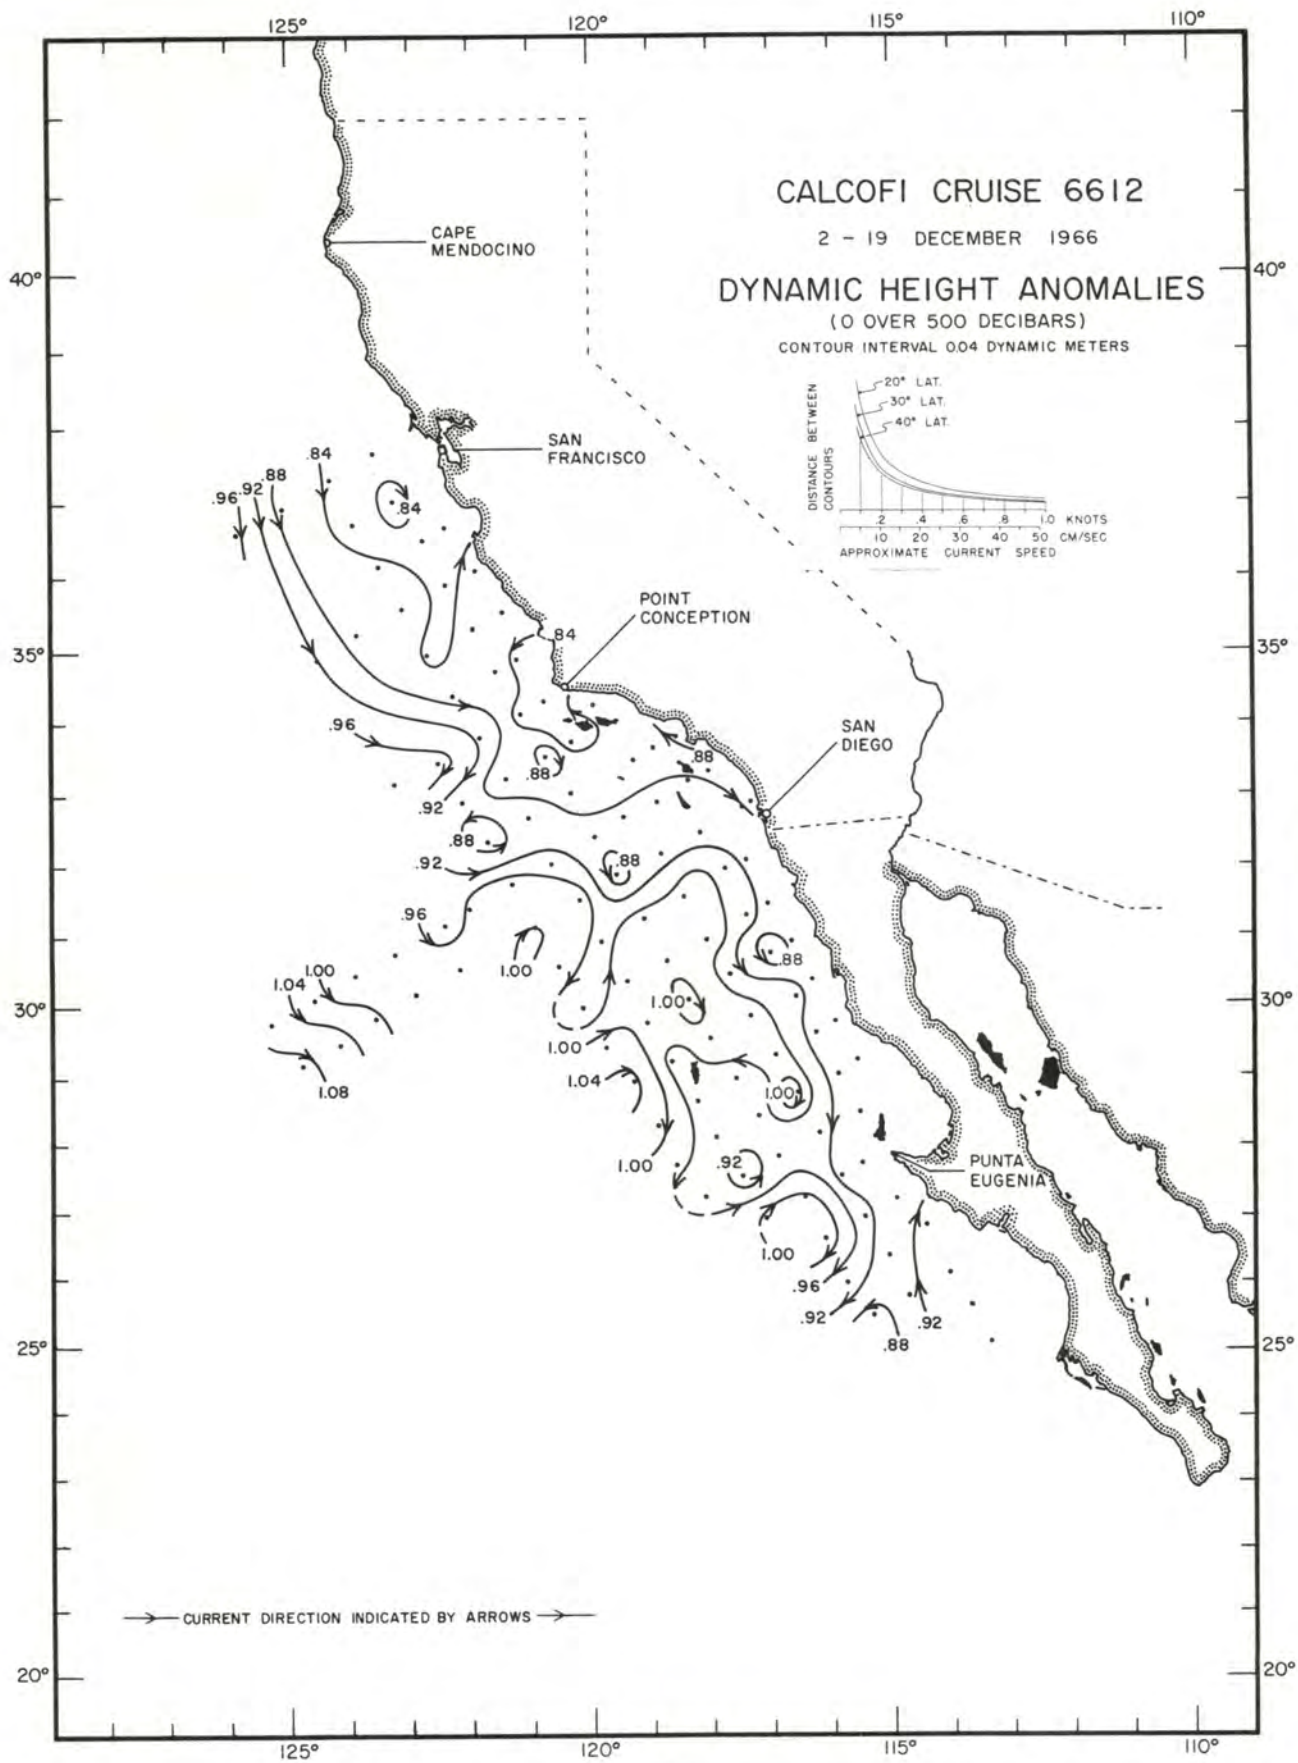 125° 120° 115° 110°
CALCOFI CRUISE 6612
2 - 19 DECEMBER 1966
CAPE
MENDOCINO
40° 40°
DYNAMIC HEIGHT ANOMALIES
(0 OVER 500 DECIBARS)
CONTOUR INTERVAL 0.04 DYNAMIC METERS
DISTANCE BETWEEN
CONTOURS
20° LAT.
30° LAT.
40° LAT.
.2 .4 .6 .8 1.0 KNOTS
10 20 30 40 50 CM/SEC
APPROXIMATE CURRENT SPEED
SAN
FRANCISCO
.84
.96 .92 .88
.84
POINT
CONCEPTION
.84
35° 35°
.96
SAN
DIEGO
.88
.88
.92
.88
.92
.88
.96
.88
1.00
1.00
1.04
1.00
30° 30°
1.00
1.04
1.08
1.00
1.00
.92
PUNTA
EUGENIA
1.00
.96
.92
.92
.88
25° 25°
CURRENT DIRECTION INDICATED BY ARROWS
20° 20°
125° 120° 115° 110°